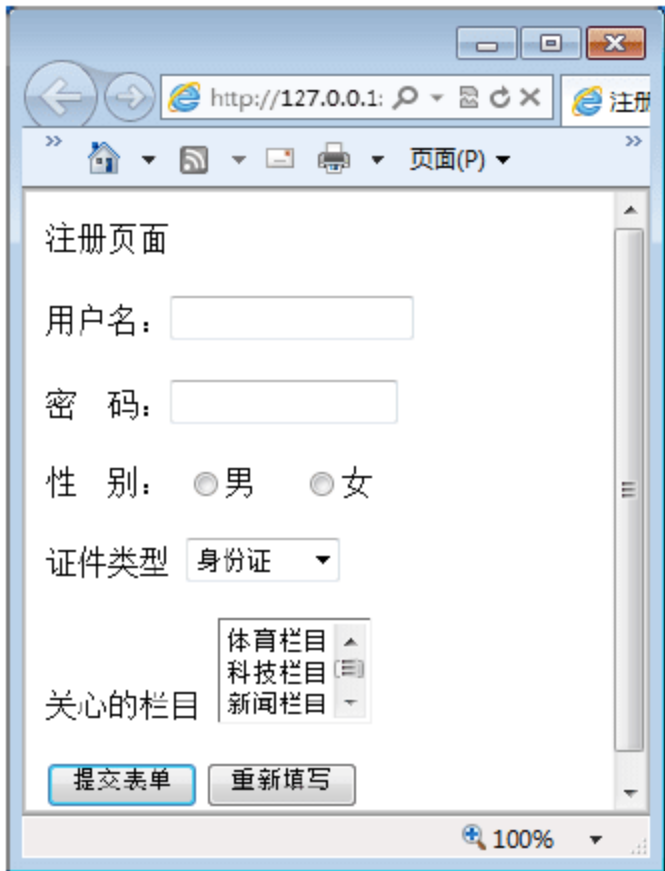 http://127.0.0.1:
注册
页面(P)
注册页面
用户名：
密 码：
性 别： 男 女
证件类型 身份证
体育栏目
科技栏目
关心的栏目 新闻栏目
提交表单 重新填写
100%